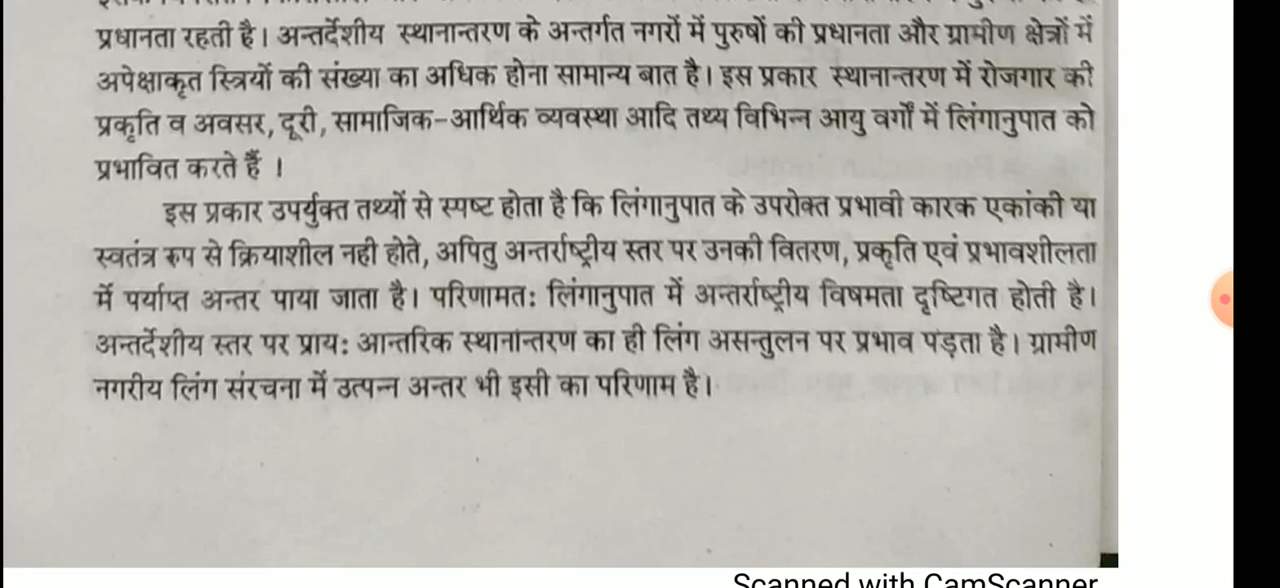 प्रधानता रहती है। अन्तर्देशीय स्थानान्तरण के अन्तर्गत नगरों में पुरुषों की प्रधानता और ग्रामीण क्षेत्रों में
अपेक्षाकृत स्त्रियों की संख्या का अधिक होना सामान्य बात है। इस प्रकार स्थानान्तरण में रोजगार की
प्रकृति व अवसर, दूरी, सामाजिक-आर्थिक व्यवस्था आदि तथ्य विभिन्न आयु वर्गों में लिंगानुपात को
प्रभावित करते हैं ।
इस प्रकार उपर्युक्त तथ्यों से स्पष्ट होता है कि लिंगानुपात के उपरोक्त प्रभावी कारक एकांकी या
स्वतंत्र रूप से क्रियाशील नही होते, अपितु अन्तर्राष्ट्रीय स्तर पर उनकी वितरण, प्रकृति एवं प्रभावशीलता
में पर्याप्त अन्तर पाया जाता है। परिणामतः लिंगानुपात में अन्तर्राष्ट्रीय विषमता दृष्टिगत होती है।
अन्तर्देशीय स्तर पर प्रायः आन्तरिक स्थानान्तरण का ही लिंग असन्तुलन पर प्रभाव पड़ता है। ग्रामीण
नगरीय लिंग संरचना में उत्पन्न अन्तर भी इसी का परिणाम है।
Scanned with CamScanner